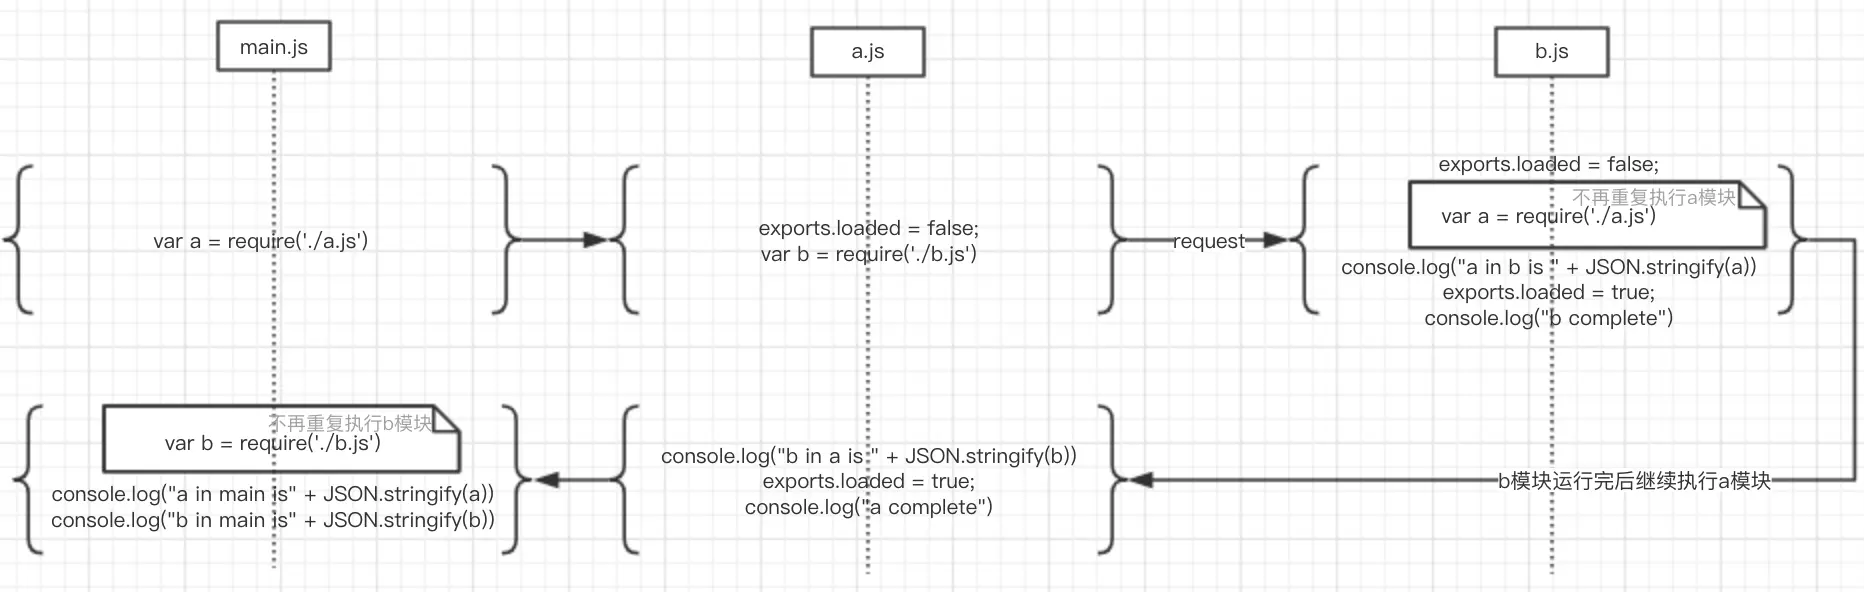 main.js
a.js
b.js
var a = require('./a.js')
exports.loaded = false;
var b = require('./b.js')
request
exports.loaded = false;
不再重复执行a模块
var a = require('./a.js')
console.log("a in b is " + JSON.stringify(a))
exports.loaded = true;
console.log("b complete")
b模块运行完后继续执行a模块
console.log("b in a is " + JSON.stringify(b))
exports.loaded = true;
console.log("a complete")
不再重复执行b模块
var b = require('./b.js')
console.log("a in main is" + JSON.stringify(a))
console.log("b in main is" + JSON.stringify(b))